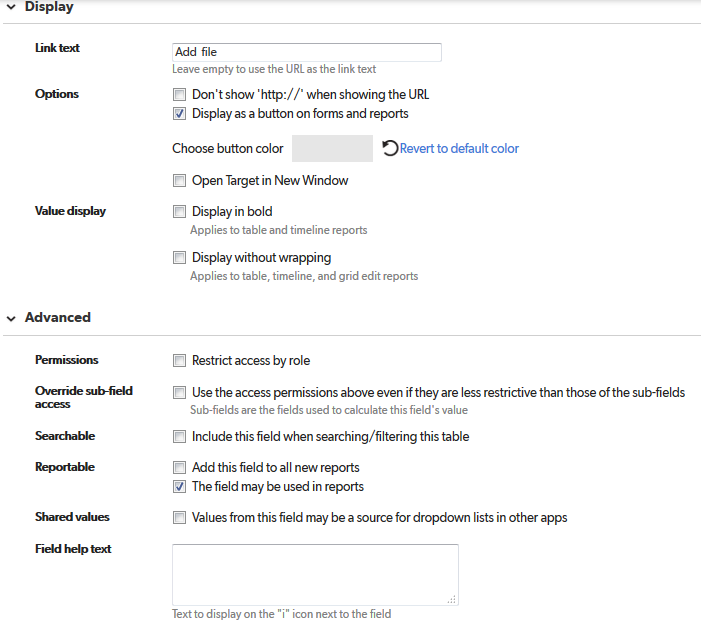 Display
Link text
Add file
Leave empty to use the URL as the link text
Options
Don't show 'http://' when showing the URL
Display as a button on forms and reports
Choose button color
Revert to default color
Open Target in New Window
Value display
Display in bold
Applies to table and timeline reports
Display without wrapping
Applies to table, timeline, and grid edit reports
Advanced
Permissions
Restrict access by role
Override sub-field
access
Use the access permissions above even if they are less restrictive than those of the sub-fields
Sub-fields are the fields used to calculate this field's value
Searchable
Include this field when searching/filtering this table
Reportable
Add this field to all new reports
The field may be used in reports
Shared values
Values from this field may be a source for dropdown lists in other apps
Field help text
Text to display on the "i" icon next to the field